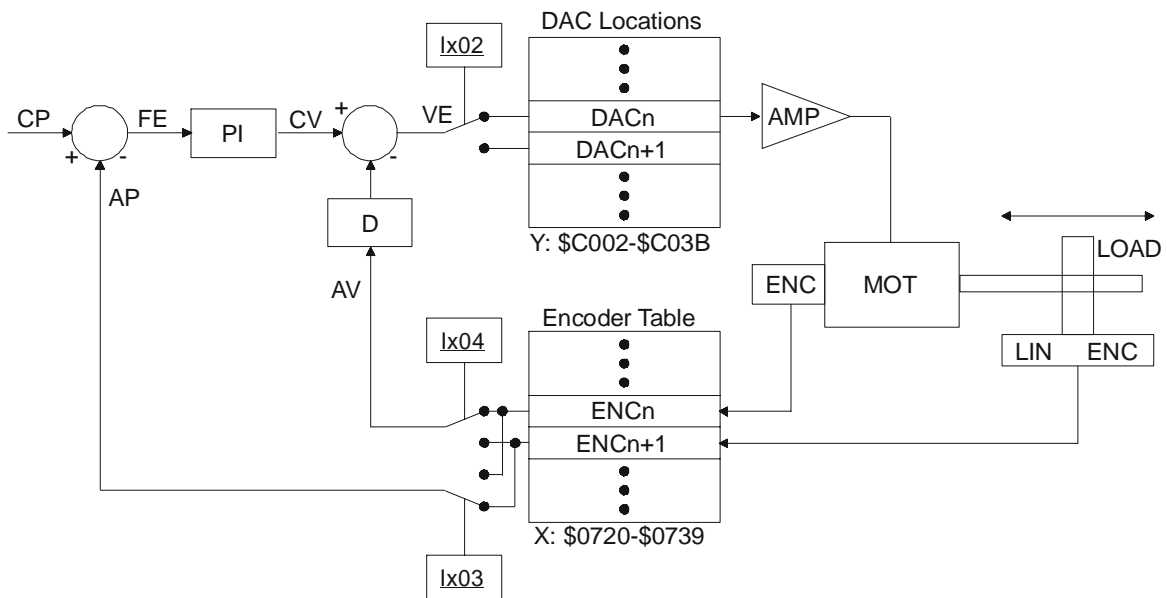 DAC Locations
Ix02
CP
+
-
FE
PI
CV
+
-
VE
DACn
DACn+1
AMP
AP
D
Y: $C002-$C03B
AV
ENC
MOT
LOAD
LIN ENC
Encoder Table
Ix04
ENCn
ENCn+1
X: $0720-$0739
Ix03